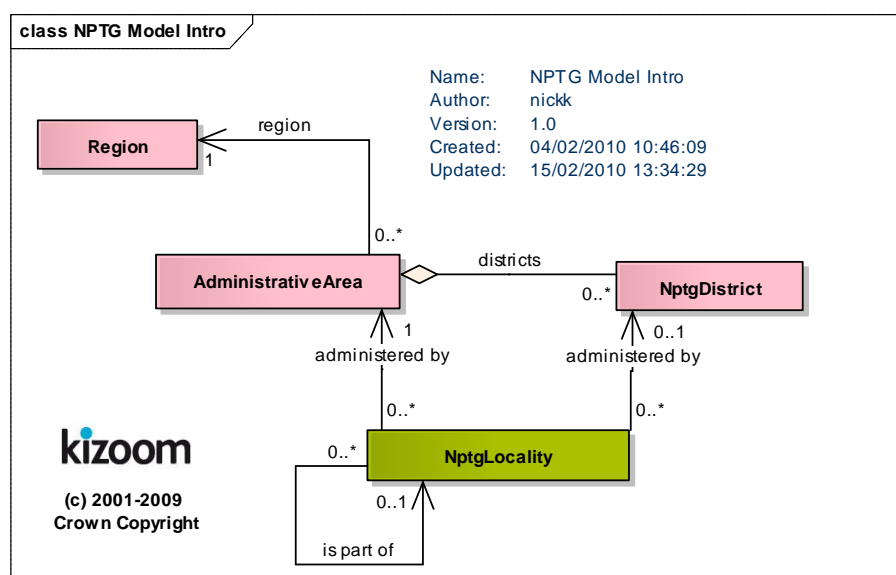 class NPTG Model Intro
Name: NPTG Model Intro
Author: nickk
Version: 1.0
Created: 04/02/2010 10:46:09
Updated: 15/02/2010 13:34:29
region
Region
1
0..*
districts
AdministrativeArea
NptgDistrict
0..*
1
0..1
administered by
administered by
0..*
0..*
kizoom
0..*
NptgLocality
(c) 2001-2009
Crown Copyright
0..1
is part of